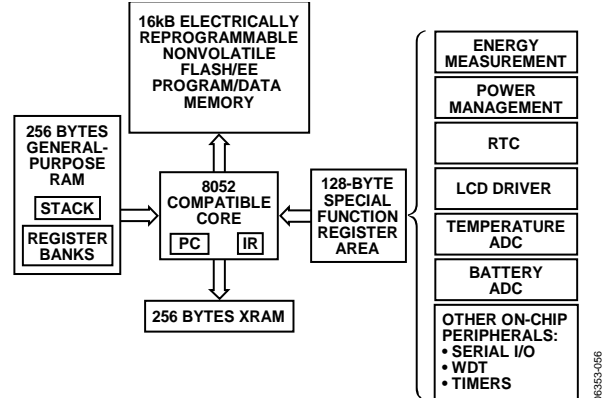 16kB ELECTRICALLY
REPROGRAMMABLE
NONVOLATILE
FLASH/EE
PROGRAM/DATA
MEMORY
256 BYTES
GENERAL-
PURPOSE
RAM
STACK
REGISTER
BANKS
8052
COMPATIBLE
CORE
PC
IR
256 BYTES XRAM
128-BYTE
SPECIAL
FUNCTION
REGISTER
AREA
ENERGY
MEASUREMENT
POWER
MANAGEMENT
RTC
LCD DRIVER
TEMPERATURE
ADC
BATTERY
ADC
OTHER ON-CHIP
PERIPHERALS:
• SERIAL I/O
• WDT
• TIMERS
06353-056